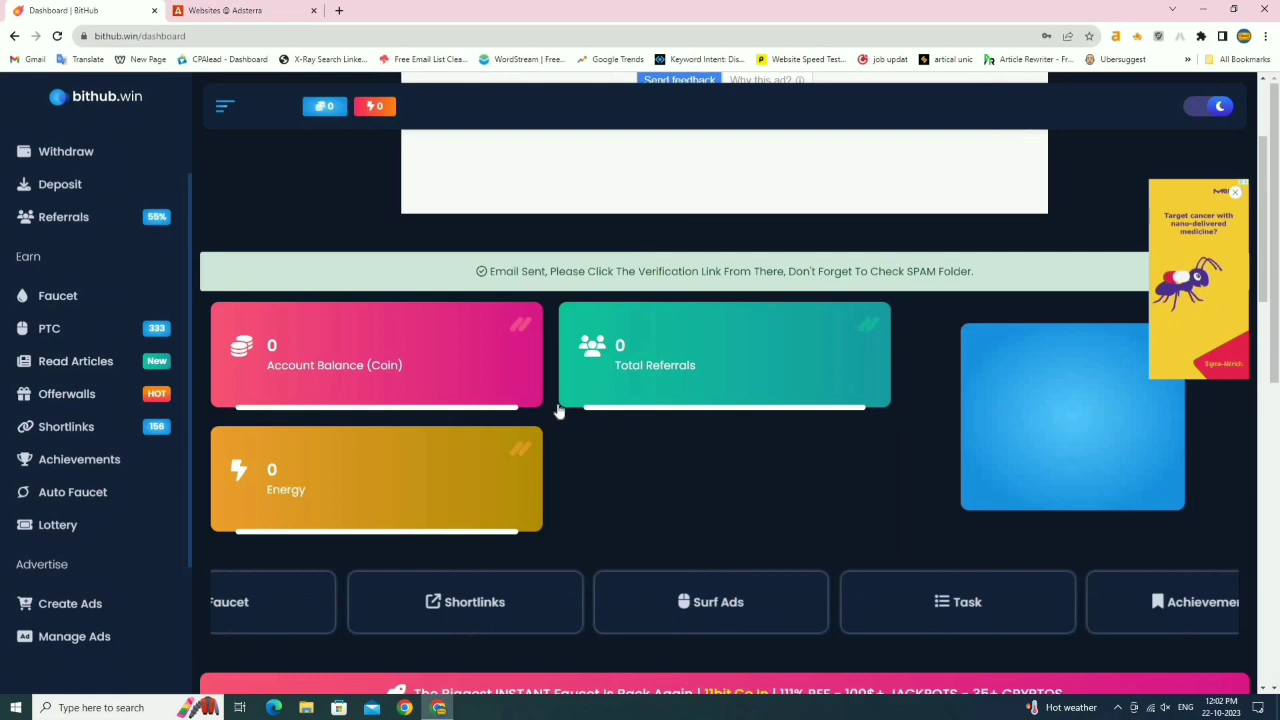 Dashboard | BitHub
Websites @ Adsterra
bithub.win/dashboard
Gmail
Translate
New Page
CPAlead - Dashboard
X-Ray Search Linke...
Free Email List Clea...
WordStream | Free...
Google Trends
Keyword Intent: Dis...
Website Speed Test...
job updat
artical unic
Article Rewriter - Fr...
Ubersuggest
»
All Bookmarks
Send feedback
Why this ad?
bithub.win
0
0
Withdraw
Deposit
Referrals 55%
Earn
Faucet
PTC 333
Read Articles New
Offerwalls HOT
Shortlinks 156
Achievements
Auto Faucet
Lottery
Advertise
Create Ads
Ad Manage Ads
Target cancer with
nano-delivered
medicine?
Sigma-Aldrich.
Email Sent, Please Click The Verification Link From There, Don't Forget To Check SPAM Folder.
0
Account Balance (Coin)
0
Total Referrals
0
Energy
Faucet
Shortlinks
Surf Ads
Task
Achieveme
The Biggest INSTANT Faucet Is Back Again | 11bit.Co.In | 111% REF - 100$+ JACKPOTS - 35+ CRYPTOS
Type here to search
Hot weather
ENG
12:02 PM
22-10-2023